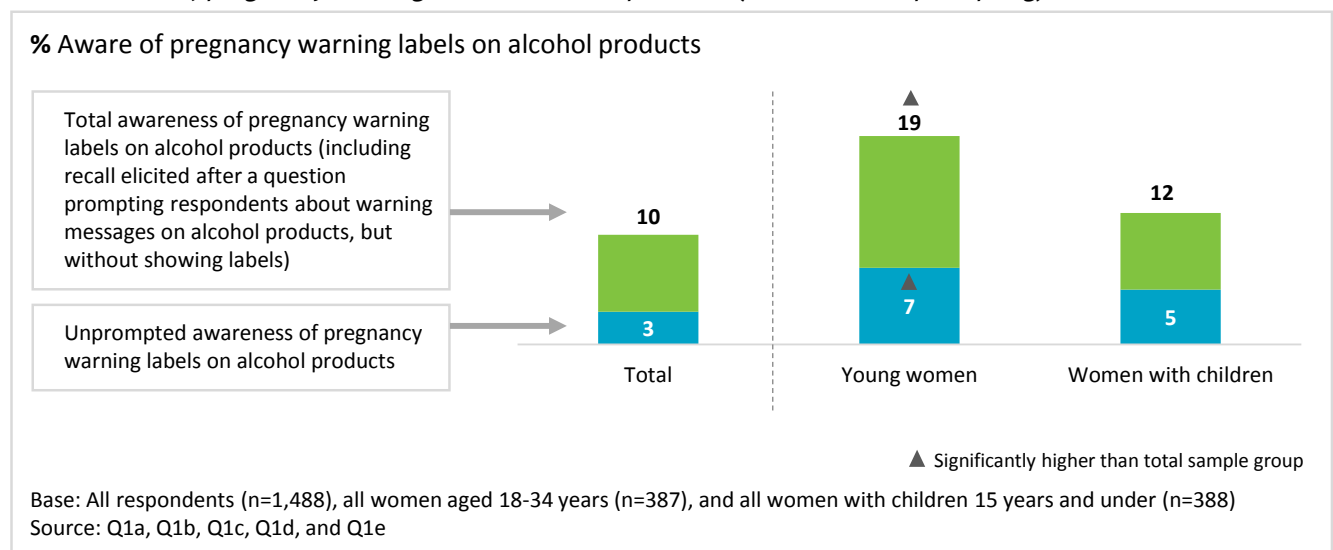 % Aware of pregnancy warning labels on alcohol products
Total awareness of pregnancy warning
labels on alcohol products (including
recall elicited after a question
prompting respondents about warning
messages on alcohol products, but
without showing labels)
Unprompted awareness of pregnancy
warning labels on alcohol products
10
3
19
7
12
5
Total
Young women
Women with children
▲ Significantly higher than total sample group
Base: All respondents (n=1,488), all women aged 18-34 years (n=387), and all women with children 15 years and under (n=388)
Source: Q1a, Q1b, Q1c, Q1d, and Q1e